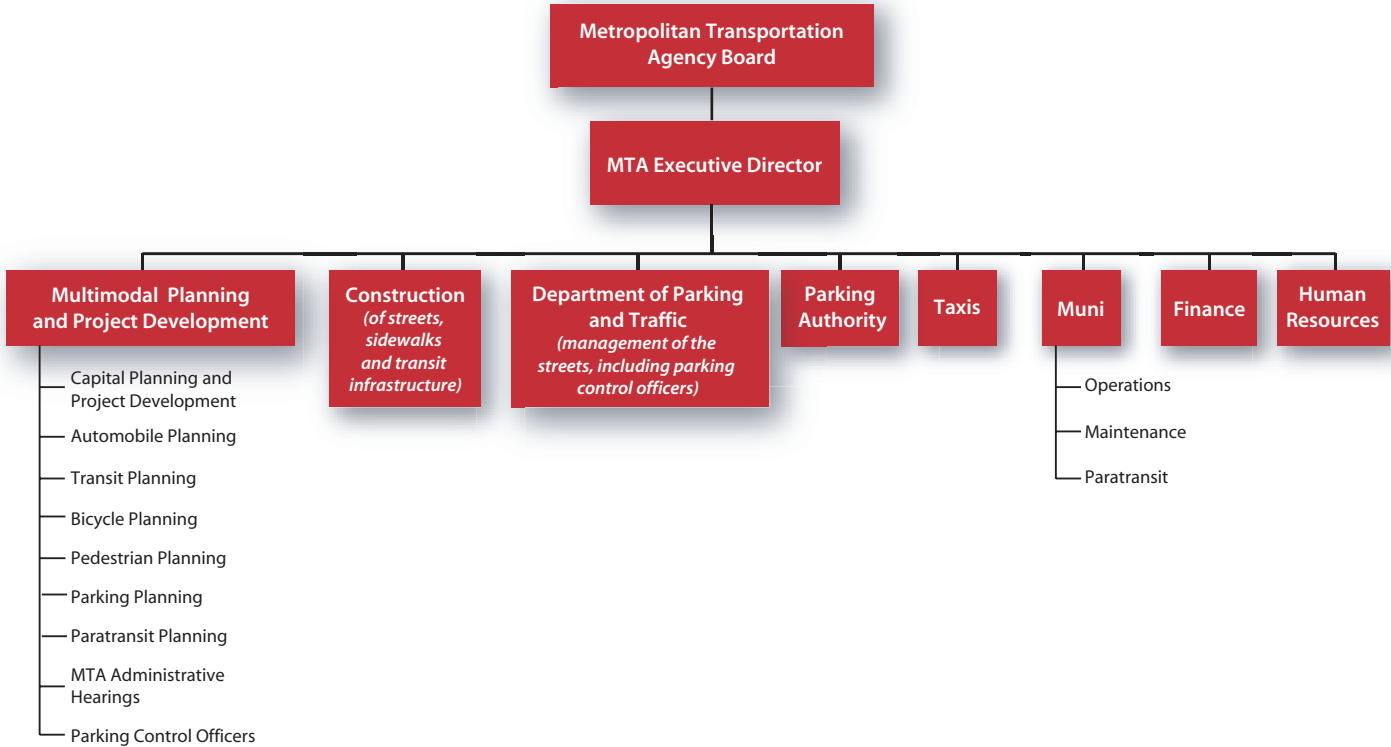 Metropolitan Transportation
Agency Board
MTA Executive Director
Multimodal Planning
and Project Development
Capital Planning and
Project Development
Automobile Planning
Transit Planning
Bicycle Planning
Pedestrian Planning
Parking Planning
Paratransit Planning
MTA Administrative
Hearings
Parking Control Officers
Construction
(of streets,
sidewalks
and transit
infrastructure)
Department of Parking
and Traffic
(management of the
streets, including parking
control officers)
Parking
Authority
Taxis
Muni
Operations
Maintenance
Paratransit
Finance
Human
Resources